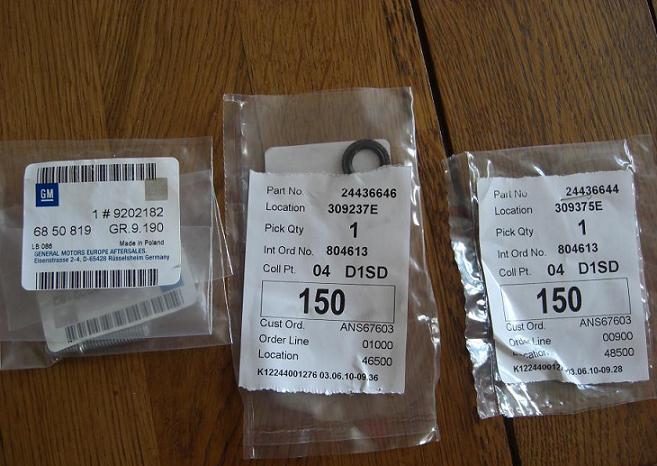 GM
1 # 9202182
68 50 819 GR.9.190
Made in Poland
LB 086
GENERAL MOTORS EUROPE AFTERSALES.
Eisenstrasse 2-4, D-65428 Rüsselsheim Germany
Part No. 24436646
Location 309237E
Pick Qty 1
Int Ord No. 804613
Coll Pt. 04 D1SD
150
Cust Ord. ANS67603
Order Line 01000
Location 46500
K12244001276 03.06.10-09.36
Part No. 24436644
Location 309375E
Pick Qty 1
Int Ord No. 804613
Coll Pt. 04 D1SD
150
Cust Ord. ANS67603
Order Line 00900
Location 48500
03.06.10-09.28